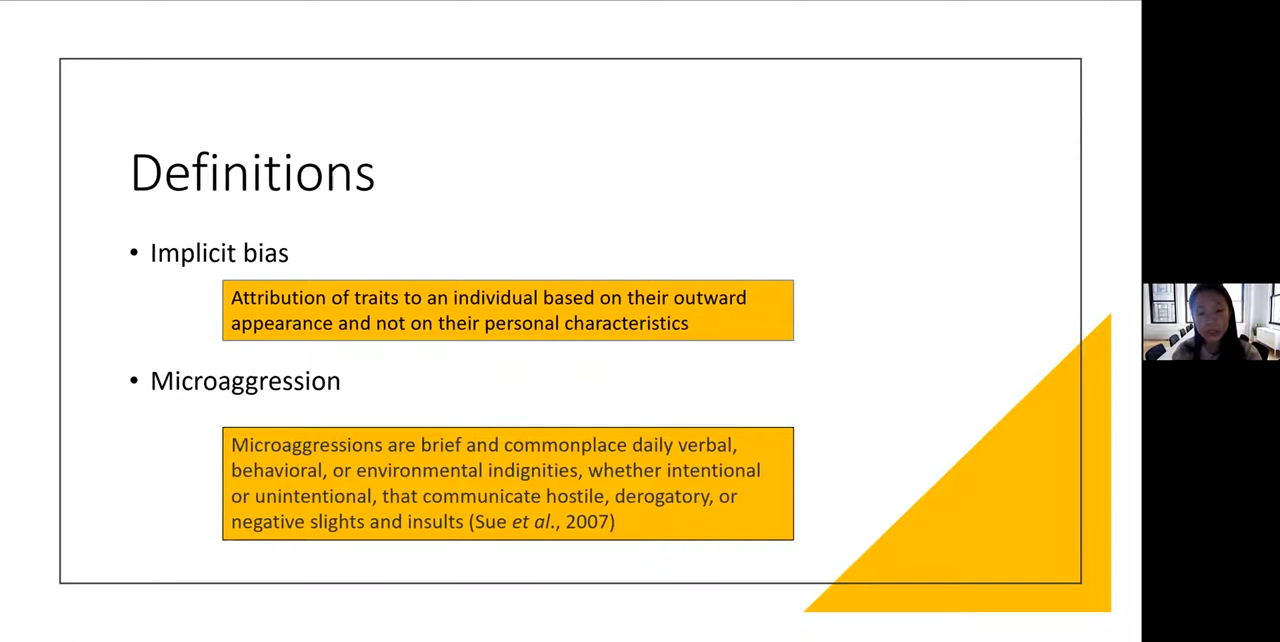 Definitions
• Implicit bias
Attribution of traits to an individual based on their outward
appearance and not on their personal characteristics
• Microaggression
Microaggressions are brief and commonplace daily verbal,
behavioral, or environmental indignities, whether intentional
or unintentional, that communicate hostile, derogatory, or
negative slights and insults (Sue et al., 2007)